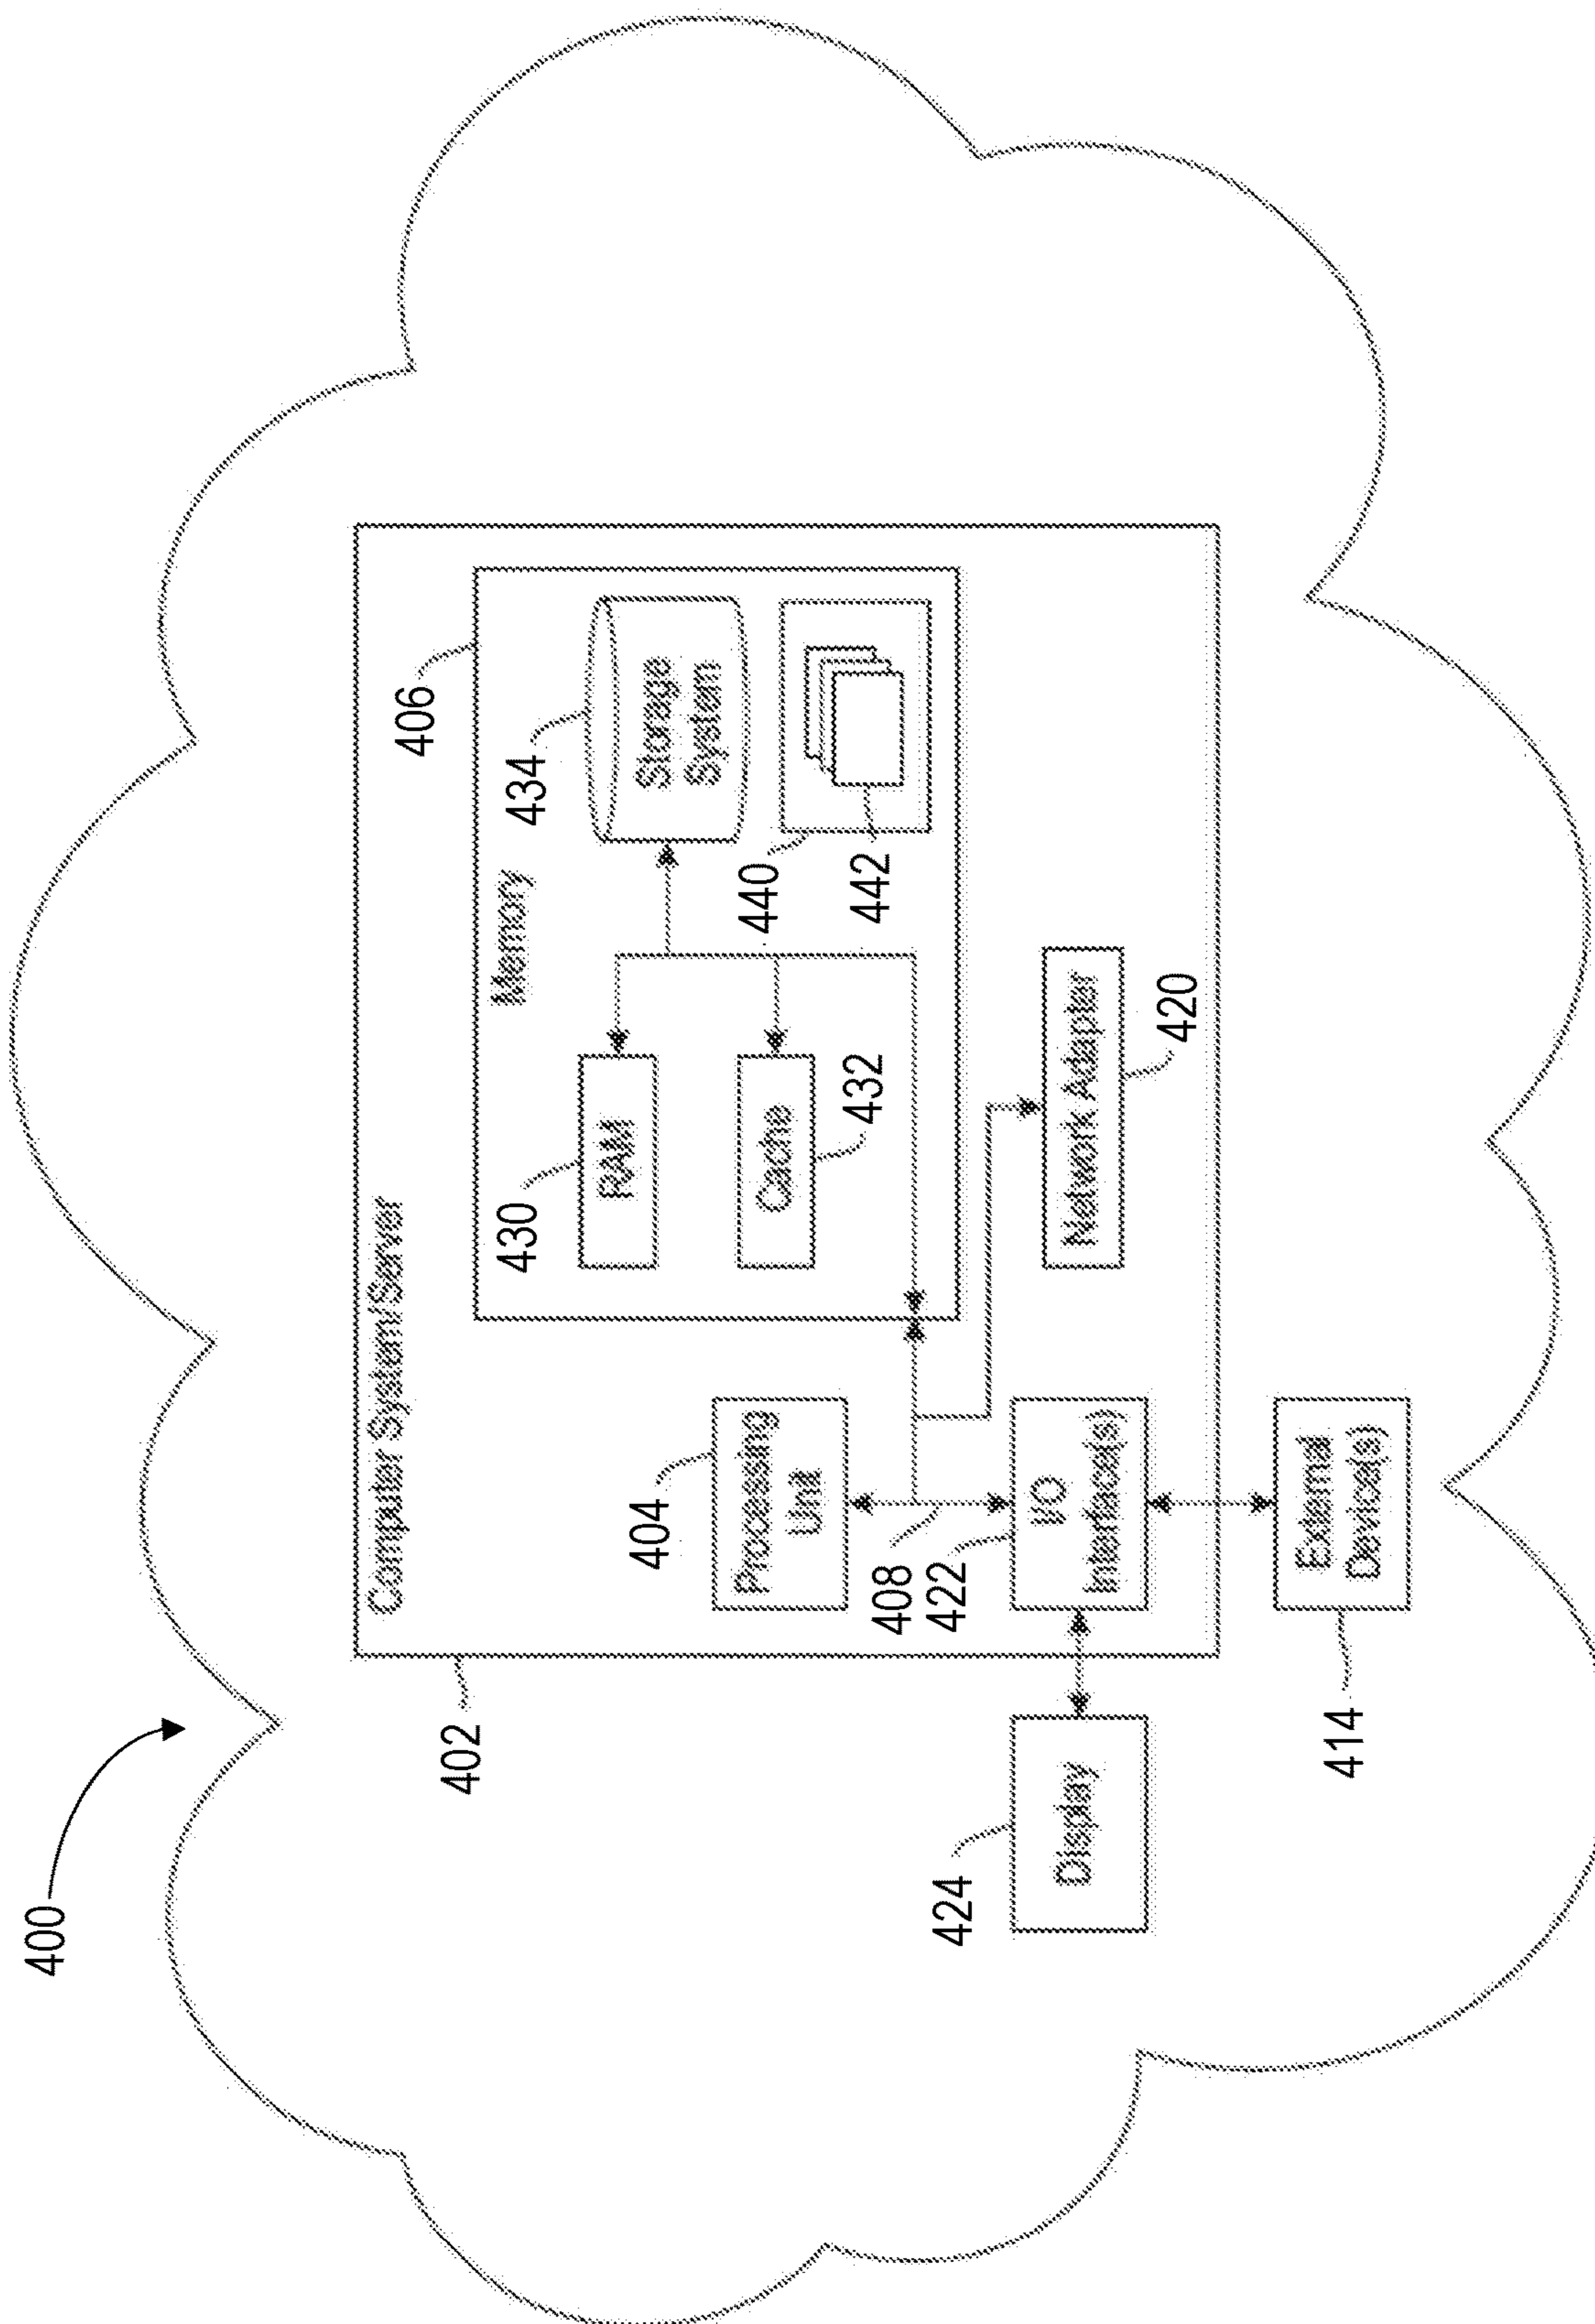 400
402
Computer System/Server
406
Memory
404
Processing
Unit
430
RAM
434
Storage
System
432
Cache
440
442
408
422
I/O
Interface(s)
Network Adapter
420
424
Display
External
Device(s)
414